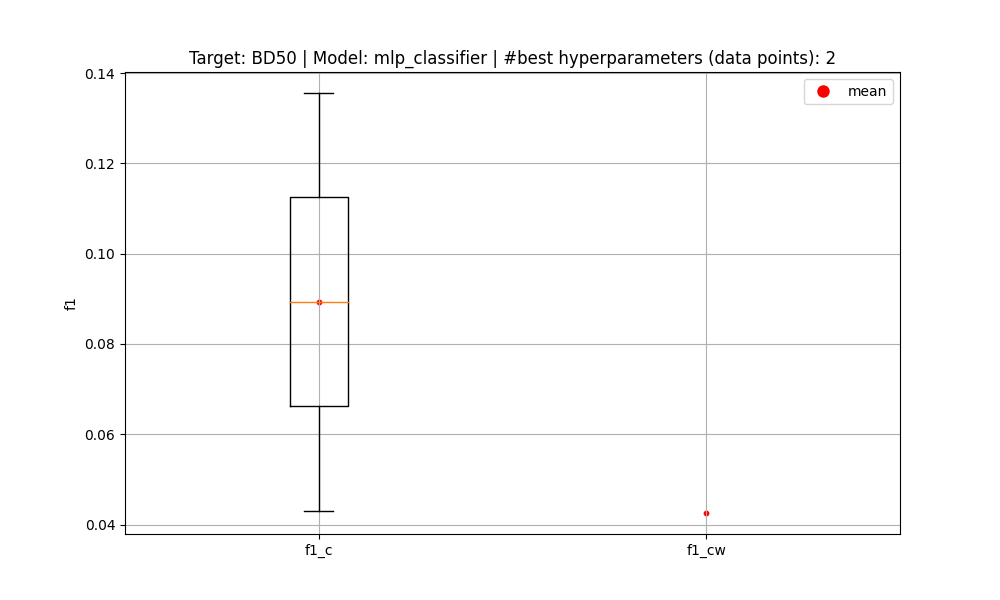 Target: BD50 | Model: mlp_classifier | #best hyperparameters (data points): 2
mean
0.14
0.12
0.10
0.08
0.06
0.04
f1
f1_c
f1_cw